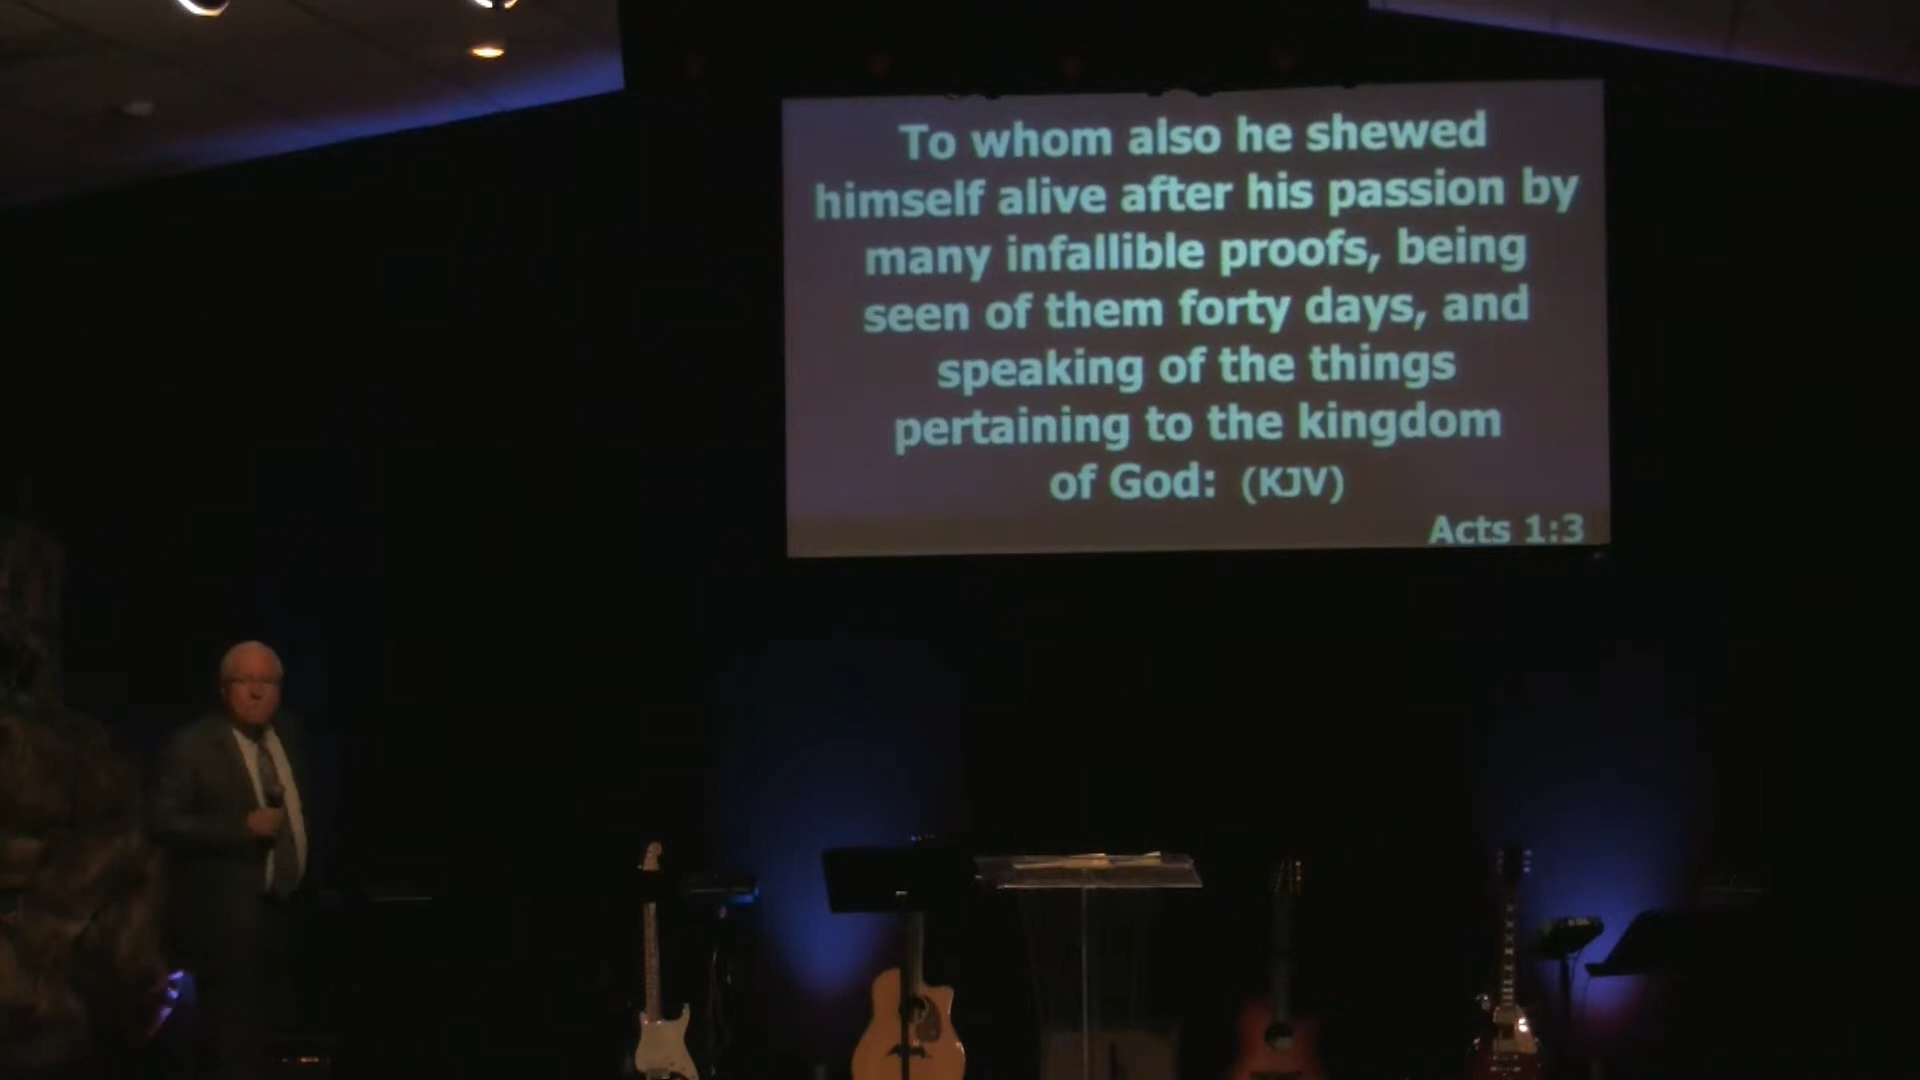 To whom also he shewed
himself alive after his passion by
many infallible proofs, being
seen of them forty days, and
speaking of the things
pertaining to the kingdom
of God: (KJV)
Acts 1:3